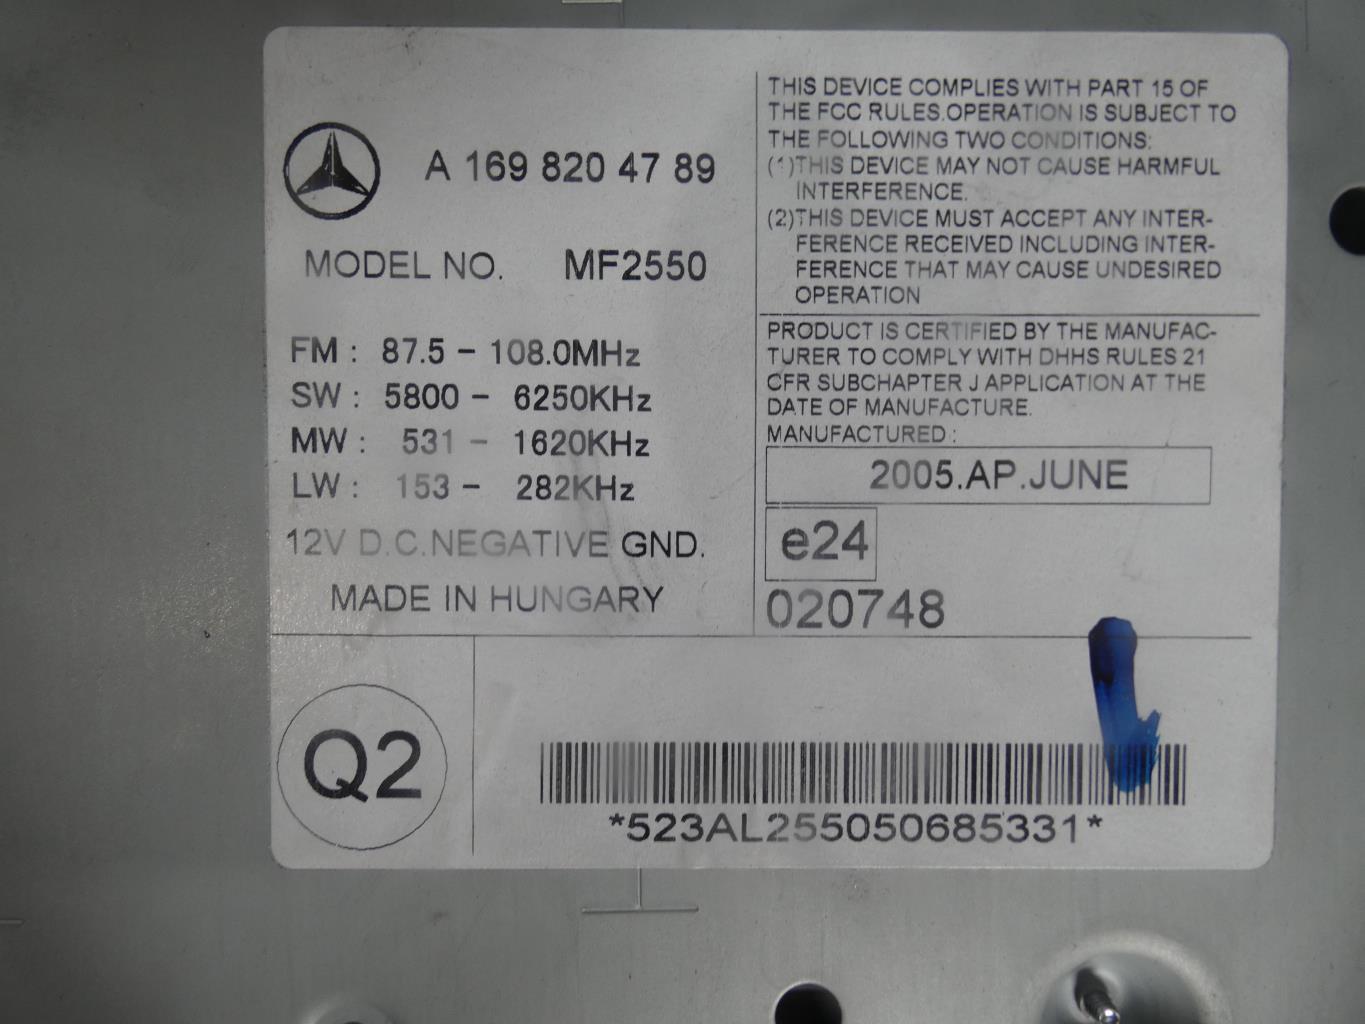 A 169 820 47 89
MODEL NO. MF2550
FM : 87.5 - 108.0MHz
SW : 5800 - 6250KHz
MW : 531 - 1620KHz
LW : 153 - 282KHz
12V D.C.NEGATIVE GND.
MADE IN HUNGARY
THIS DEVICE COMPLIES WITH PART 15 OF
THE FCC RULES.OPERATION IS SUBJECT TO
THE FOLLOWING TWO CONDITIONS:
(1)THIS DEVICE MAY NOT CAUSE HARMFUL
INTERFERENCE.
(2)THIS DEVICE MUST ACCEPT ANY INTER-
FERENCE RECEIVED INCLUDING INTER-
FERENCE THAT MAY CAUSE UNDESIRED
OPERATION
PRODUCT IS CERTIFIED BY THE MANUFAC-
TURER TO COMPLY WITH DHHS RULES 21
CFR SUBCHAPTER J APPLICATION AT THE
DATE OF MANUFACTURE.
MANUFACTURED :
2005.AP.JUNE
e24
020748
Q2
*523AL255050685331*